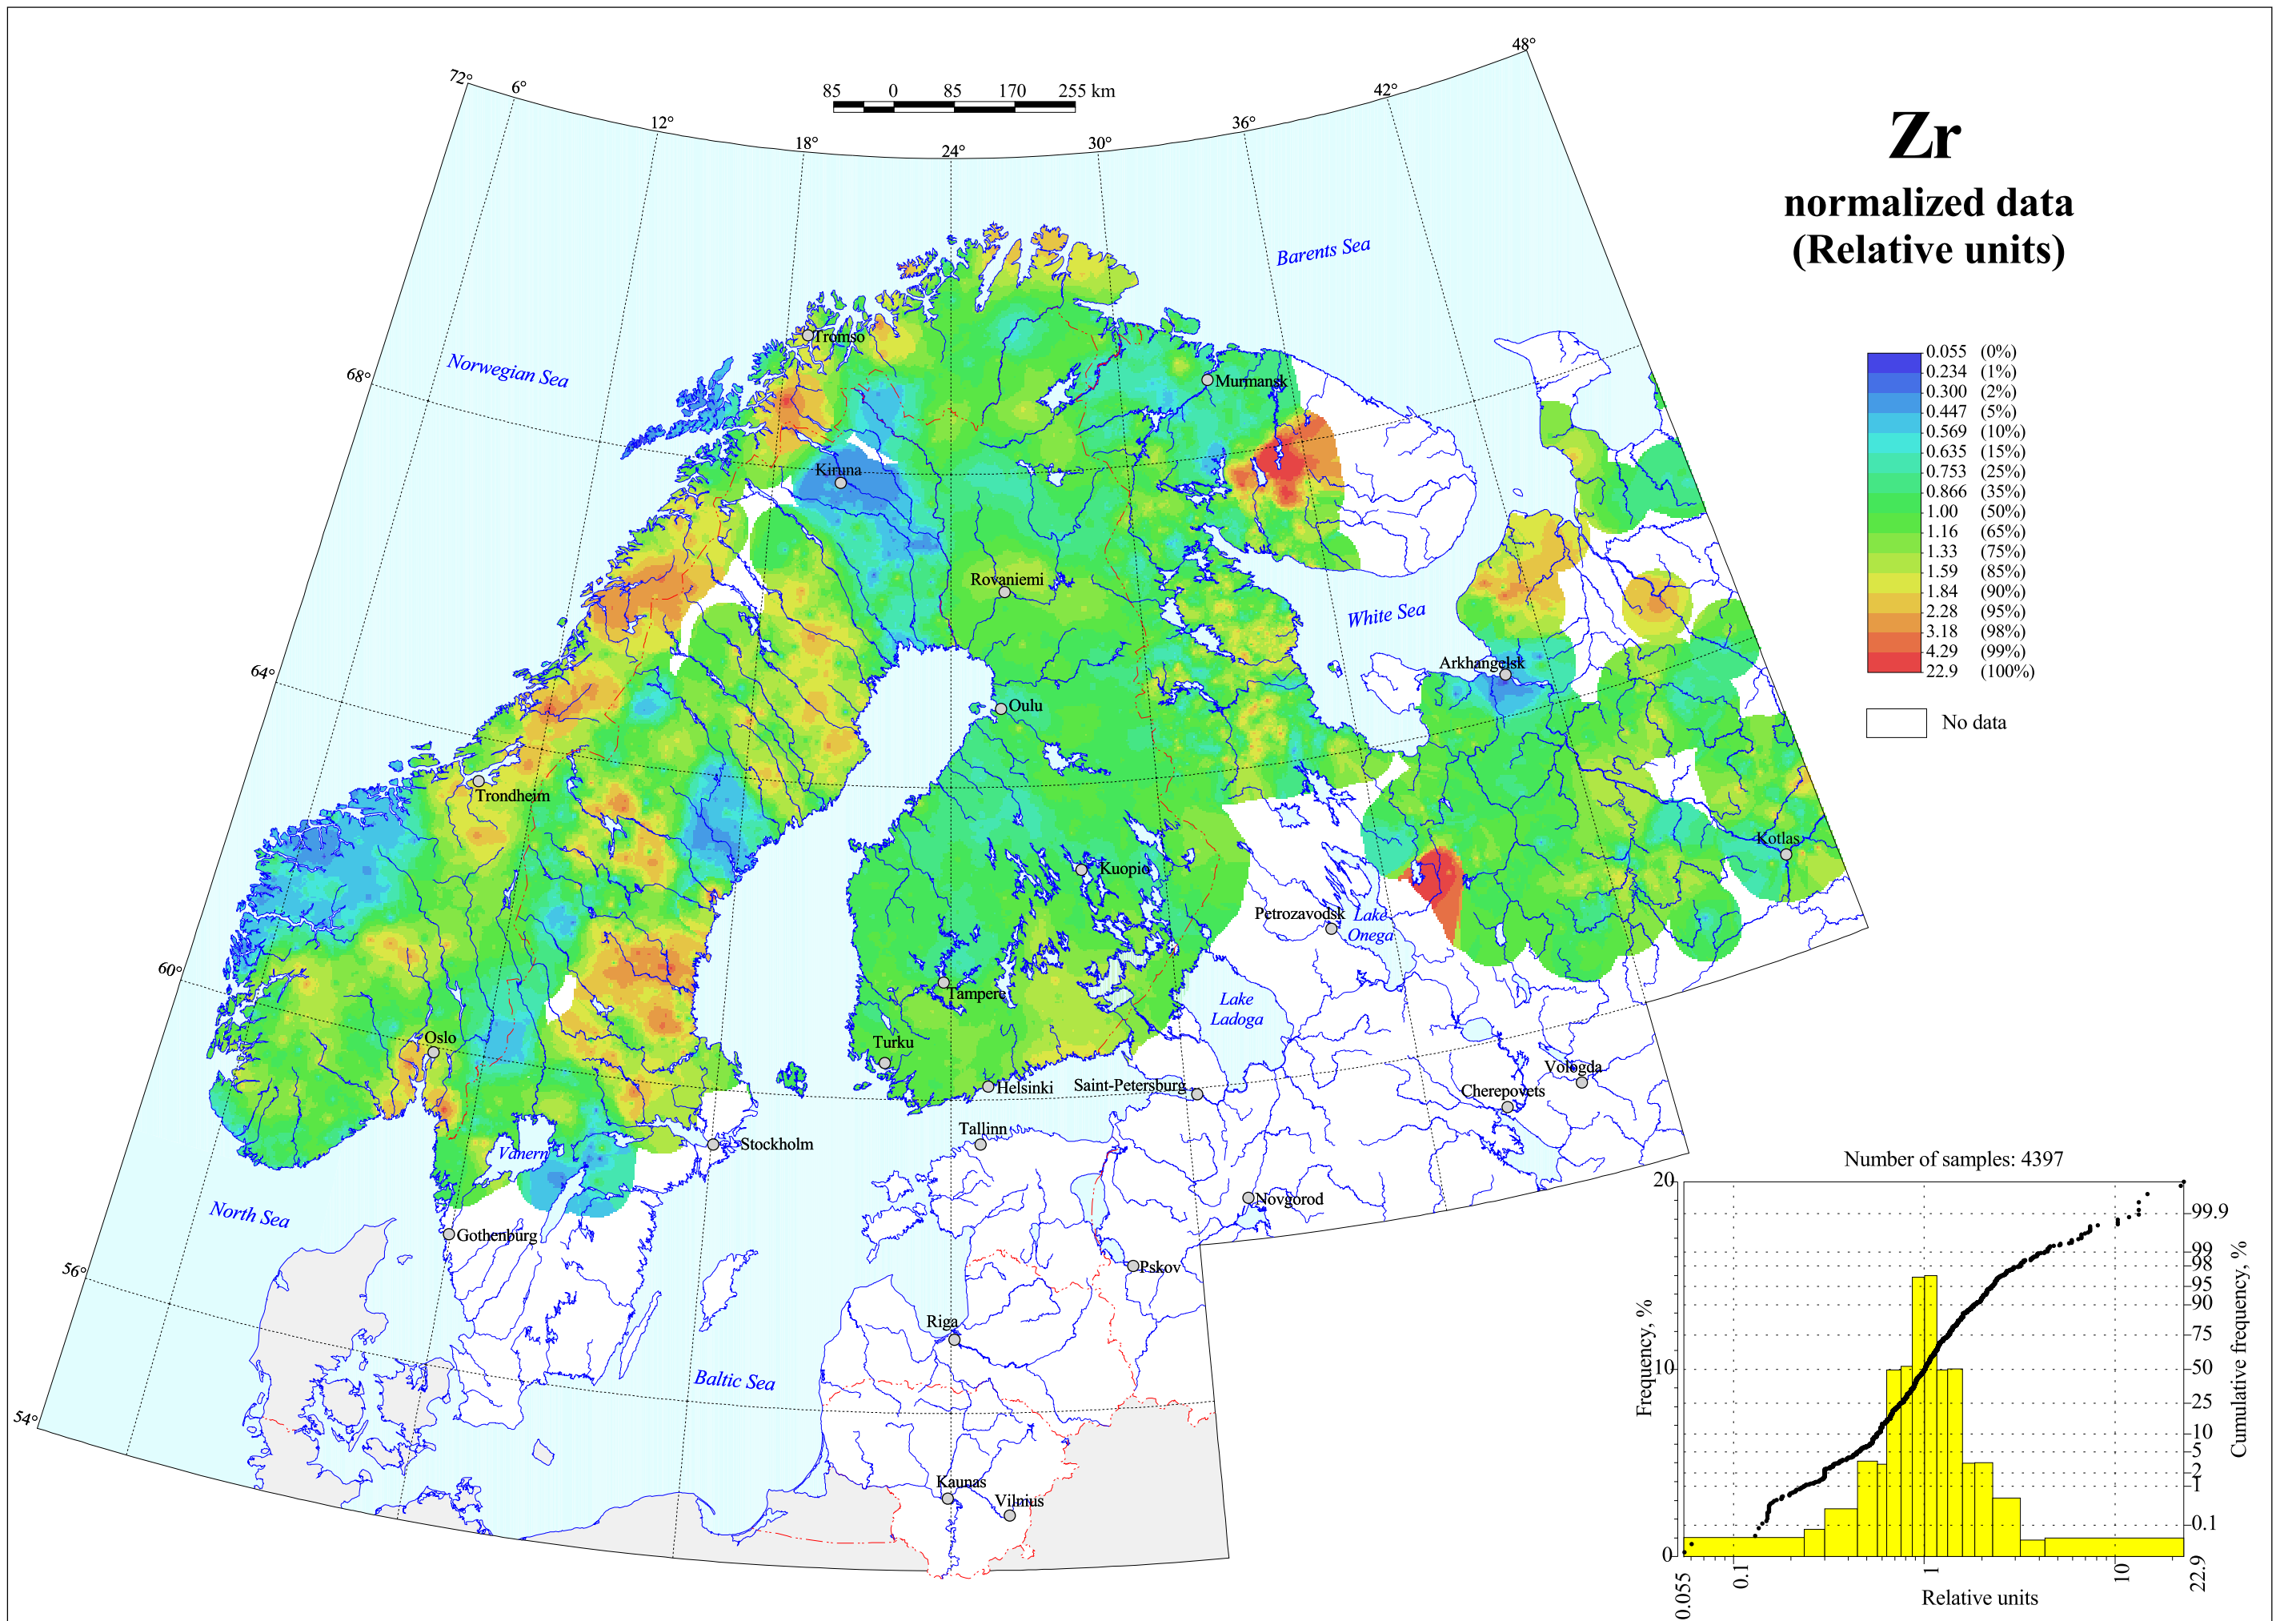 48°
72°
6°
42°
85 0 85 170 255 km
12°
36°
18°
30°
24°
Zr
normalized data
(Relative units)
Barents Sea
Tromso
Norwegian Sea
68°
Murmansk
0.055 (0%)
0.234 (1%)
0.300 (2%)
0.447 (5%)
0.569 (10%)
0.635 (15%)
0.753 (25%)
0.866 (35%)
1.00 (50%)
1.16 (65%)
1.33 (75%)
1.59 (85%)
1.84 (90%)
2.28 (95%)
3.18 (98%)
4.29 (99%)
22.9 (100%)
No data
Kiruna
Rovaniemi
White Sea
Arkhangelsk
64°
Oulu
Trondheim
Kotlas
Kuopio
Petrozavodsk
Lake
Onega
60°
Tampere
Lake
Ladoga
Oslo
Turku
Helsinki
Saint-Petersburg
Vologda
Cherepovets
Tallinn
Stockholm
Vanern
Novgorod
North Sea
Gothenburg
56°
Pskov
Riga
Baltic Sea
54°
Kaunas
Vilnius
Number of samples: 4397
20
10
0
Frequency, %
99.9
99
98
95
90
75
50
25
10
5
2
1
0.1
Cumulative frequency, %
0.055
0.1
1
10
22.9
Relative units